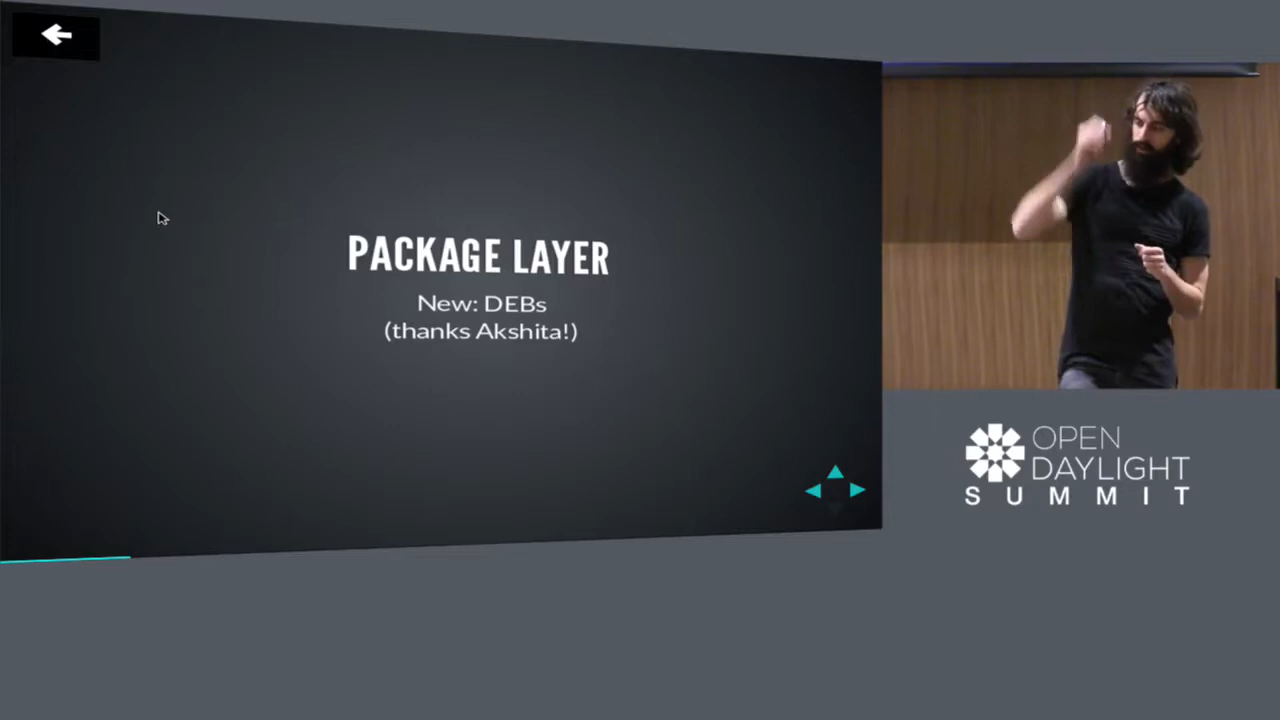 PACKAGE LAYER
New: DEBs
(thanks Akshita!)
OPEN
DAYLIGHT
SUMMIT